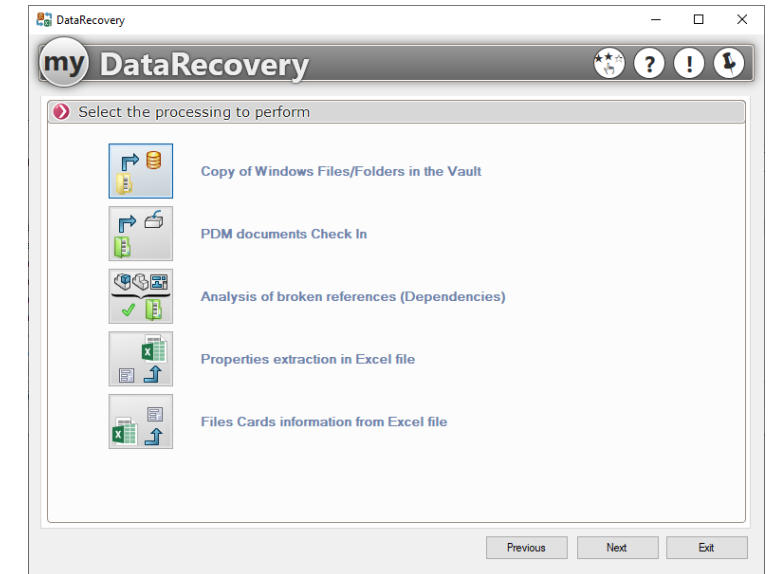 DataRecovery
my DataRecovery
? !
Select the processing to perform
Copy of Windows Files/Folders in the Vault
PDM documents Check In
Analysis of broken references (Dependencies)
Properties extraction in Excel file
Files Cards information from Excel file
Previous Next Exit